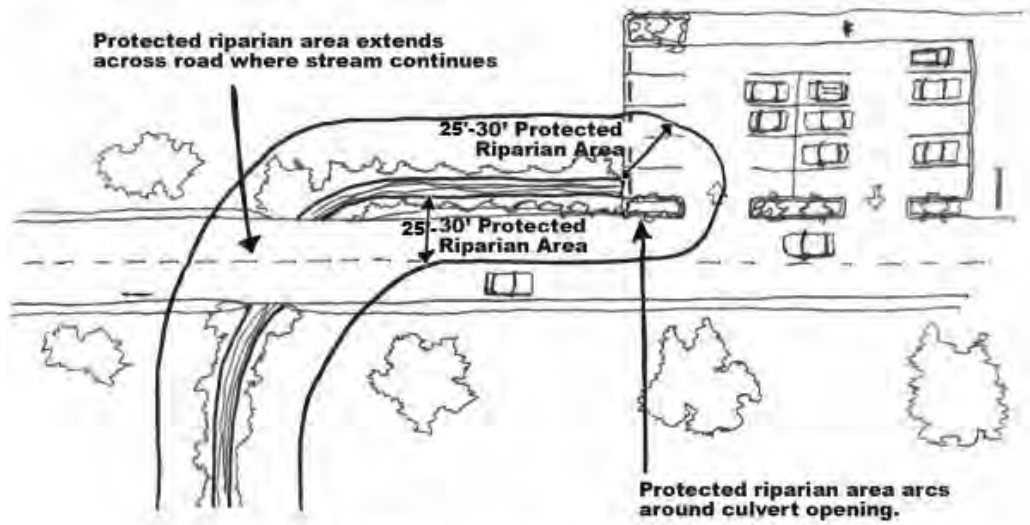 Protected riparian area extends
across road where stream continues
25'-30' Protected
Riparian Area
25'-30' Protected
Riparian Area
Protected riparian area arcs
around culvert opening.